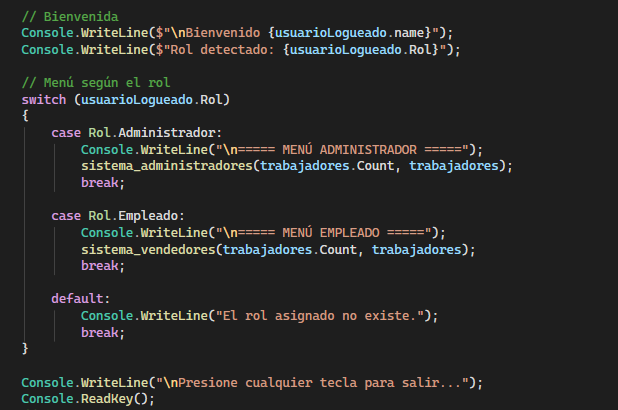 // Bienvenida
Console.WriteLine($"\nBienvenido {usuarioLogueado.name}");
Console.WriteLine($"Rol detectado: {usuarioLogueado.Rol}");

// Menú según el rol
switch (usuarioLogueado.Rol)
{
    case Rol.Administrador:
        Console.WriteLine("\n===== MENÚ ADMINISTRADOR =====");
        sistema_administradores(trabajadores.Count, trabajadores);
        break;

    case Rol.Empleado:
        Console.WriteLine("\n===== MENÚ EMPLEADO =====");
        sistema_vendedores(trabajadores.Count, trabajadores);
        break;

    default:
        Console.WriteLine("El rol asignado no existe.");
        break;
}

Console.WriteLine("\nPresione cualquier tecla para salir...");
Console.ReadKey();